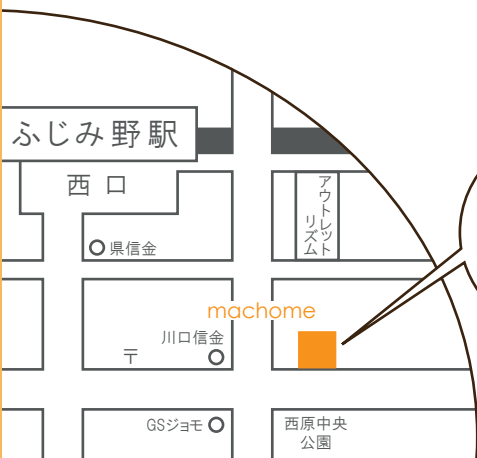 ふじみ野駅
西口
アウトレット
リズム
県信金
machome
川口信金
〒
GSジョモ
西原中央
公園